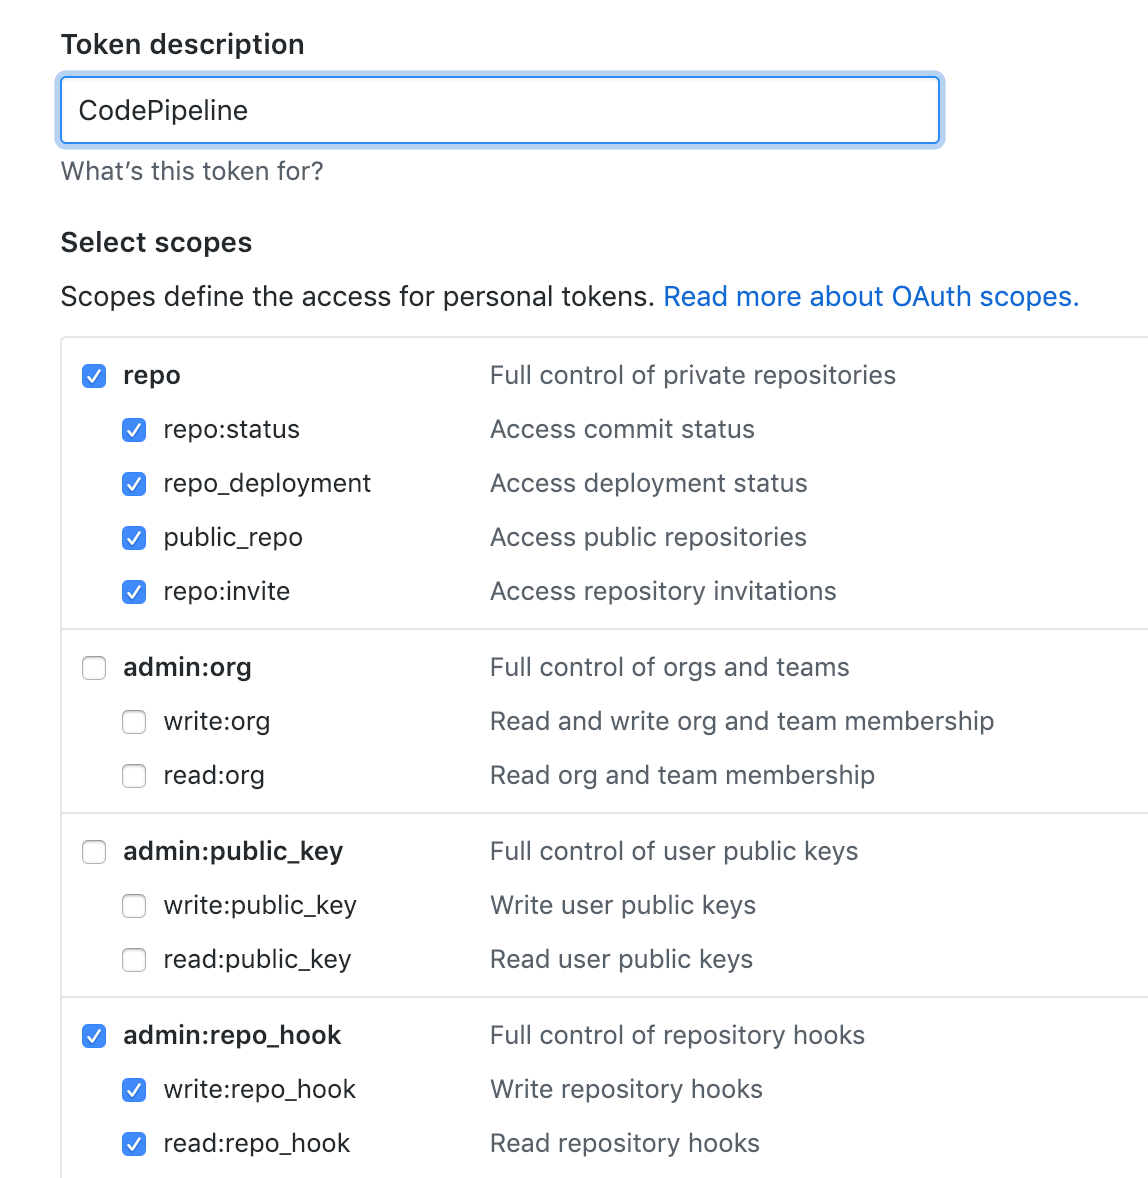 Token description
CodePipeline
What’s this token for?
Select scopes
Scopes define the access for personal tokens. Read more about OAuth scopes.
repo Full control of private repositories
repo:status Access commit status
repo_deployment Access deployment status
public_repo Access public repositories
repo:invite Access repository invitations
admin:org Full control of orgs and teams
write:org Read and write org and team membership
read:org Read org and team membership
admin:public_key Full control of user public keys
write:public_key Write user public keys
read:public_key Read user public keys
admin:repo_hook Full control of repository hooks
write:repo_hook Write repository hooks
read:repo_hook Read repository hooks